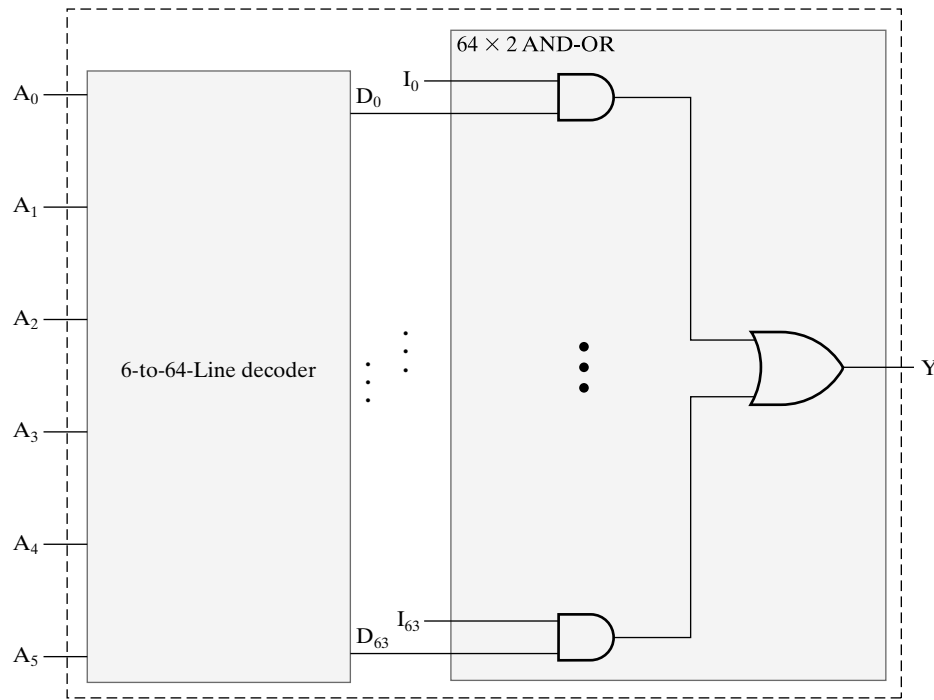 64 × 2 AND-OR
A₀
D₀
I₀
A₁
A₂
6-to-64-Line decoder
Y
A₃
A₄
I₆₃
D₆₃
A₅